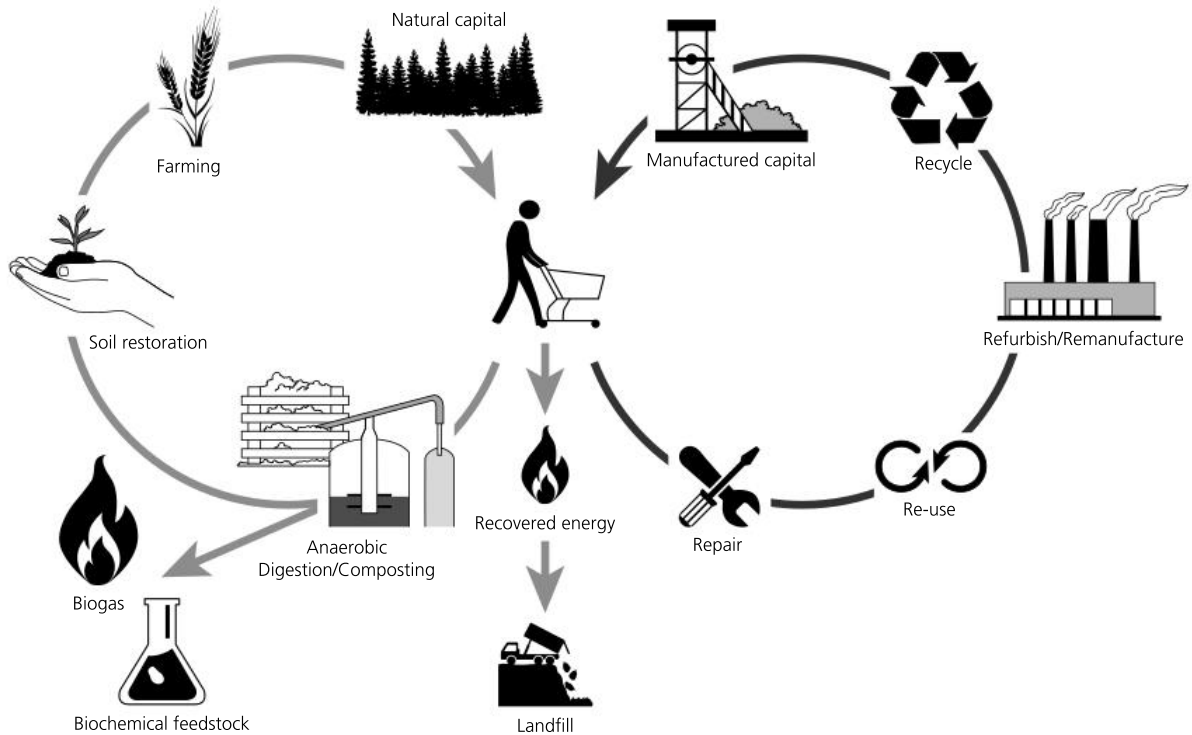 Natural capital
Farming
Manufactured capital
Recycle
Soil restoration
Refurbish/Remanufacture
Re-use
Recovered energy
Repair
Anaerobic
Digestion/Composting
Biogas
Biochemical feedstock
Landfill